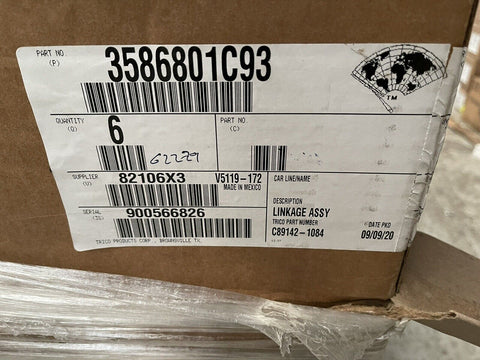 PART NO.
(P)
3586801C93
TM
QUANTITY
(Q)
6
PART NO.
(C)
62279
SUPPLIER
(U)
82106X3
V5119-172
MADE IN MEXICO
CAR LINE/NAME
SERIAL
(3S)
900566826
DESCRIPTION
LINKAGE ASSY
TRICO PART NUMBER
C89142-1084
DATE PKD
09/09/20
TRICO PRODUCTS CORP., BROWNSVILLE TX.